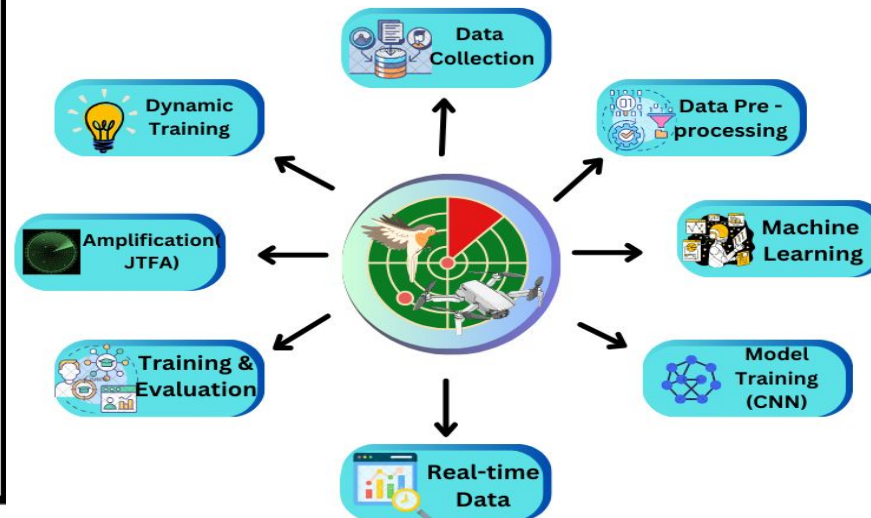 Data
Collection
Dynamic
Training
Data Pre -
processing
Amplification(
JTFA)
Machine
Learning
Training &
Evaluation
Model
Training
(CNN)
Real-time
Data